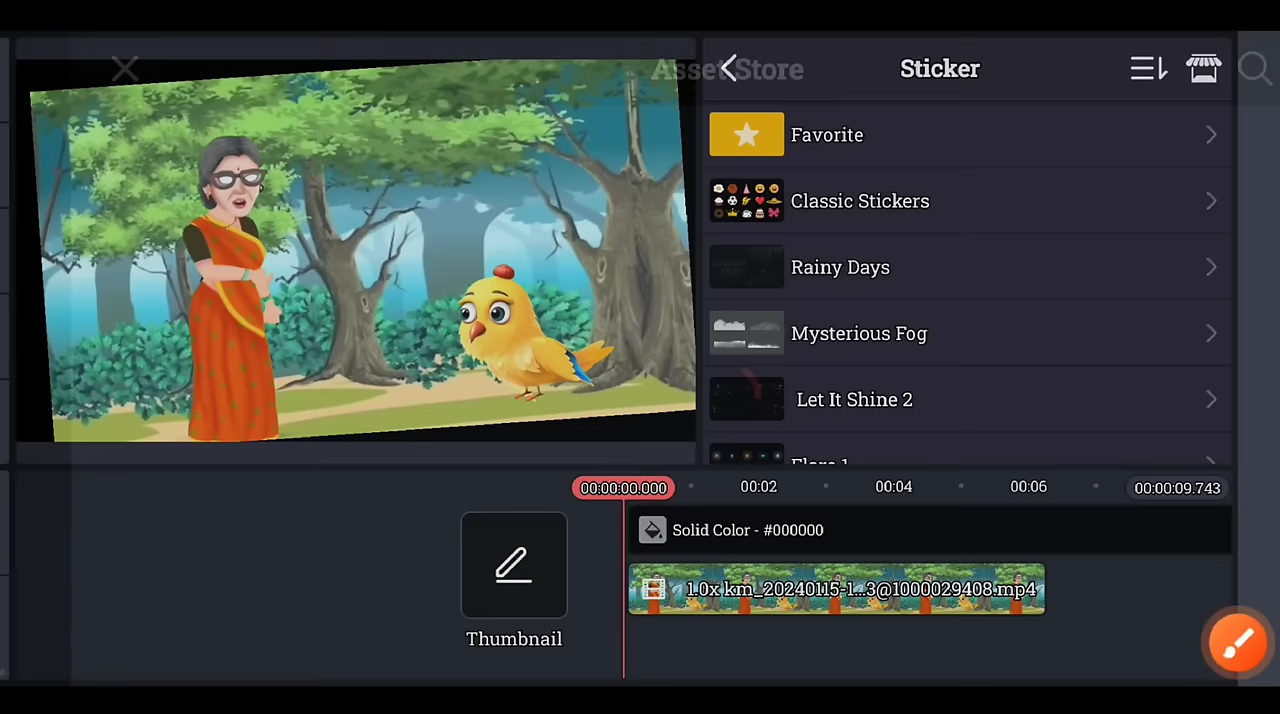 Asset Store
Sticker
Favorite
Classic Stickers
Rainy Days
Mysterious Fog
Let It Shine 2
Flare 1
00:00:00.000
00:02
00:04
00:06
00:00:09.743
Solid Color - #000000
1.0x km_20240115-1...3@1000029408.mp4
Thumbnail